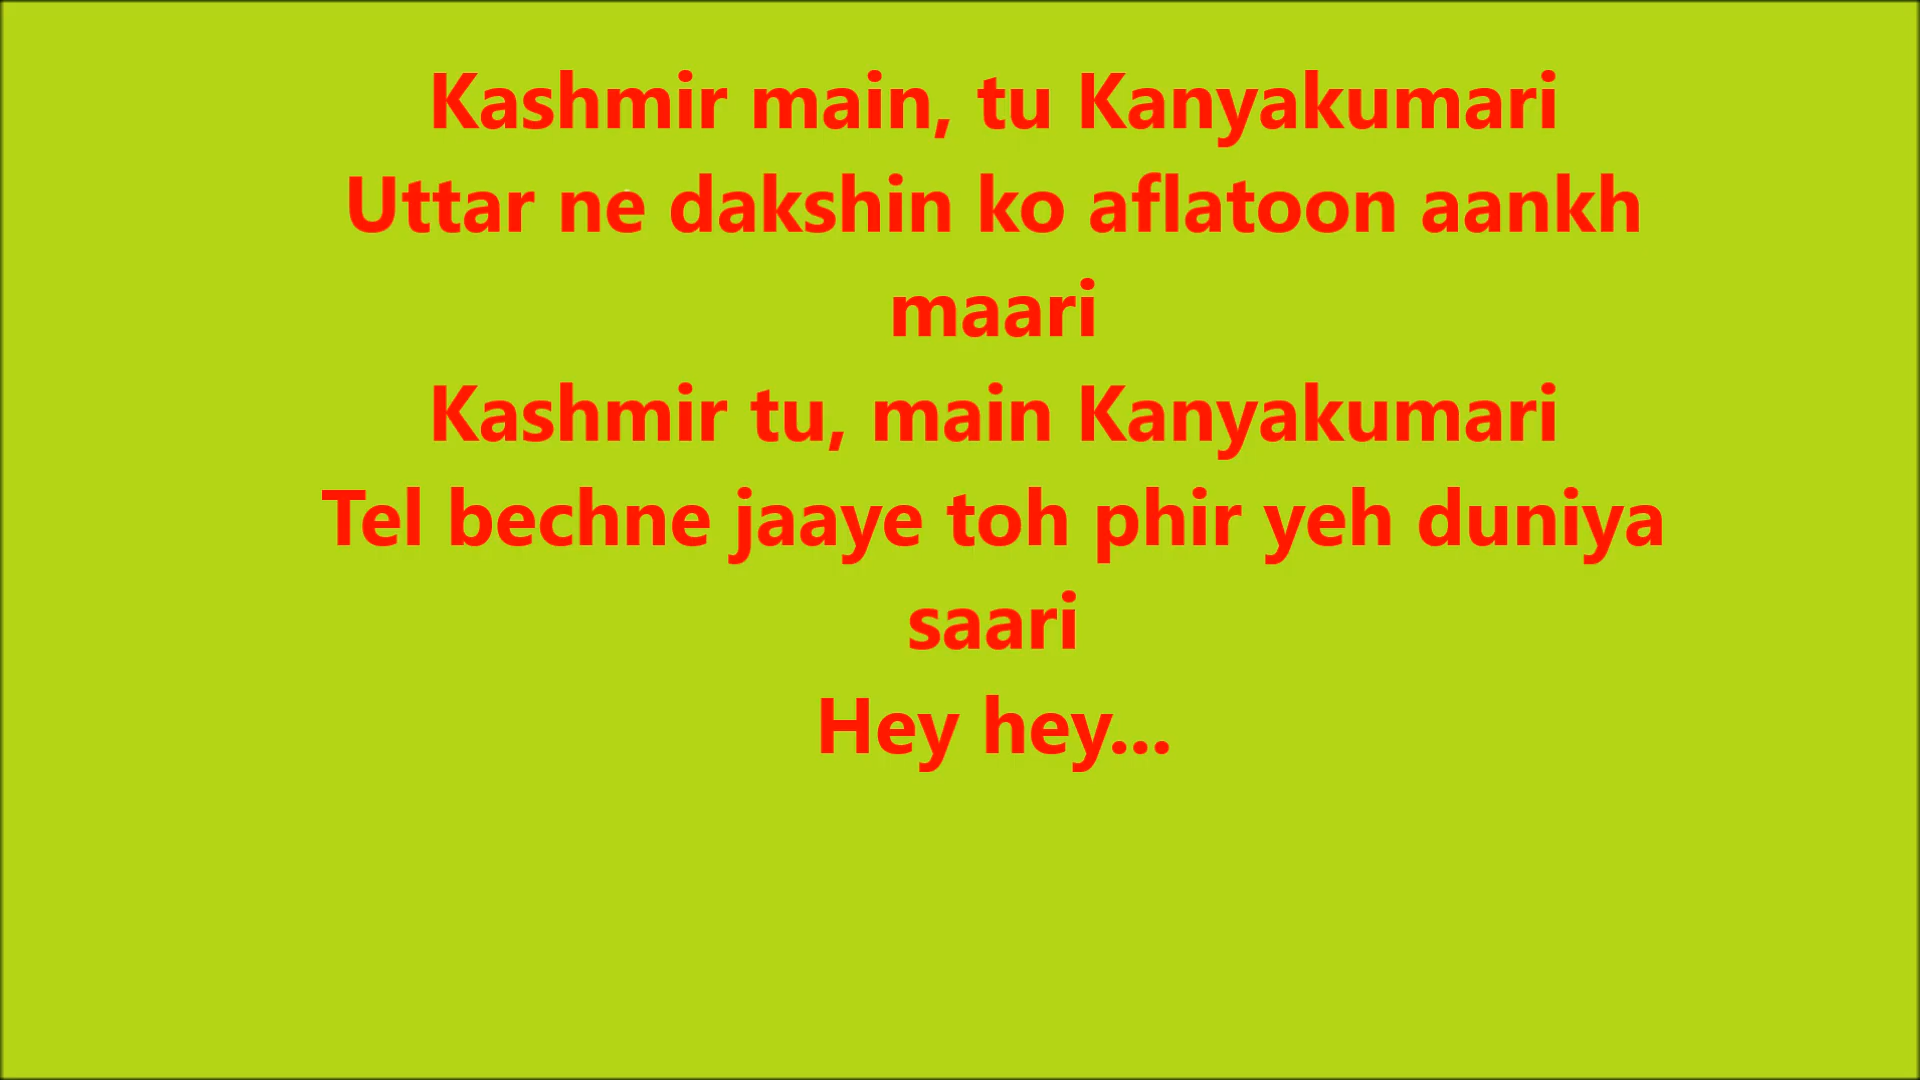 Kashmir main, tu Kanyakumari
Uttar ne dakshin ko aflatoon aankh
maari
Kashmir tu, main Kanyakumari
Tel bechne jaaye toh phir yeh duniya
saari
Hey hey...